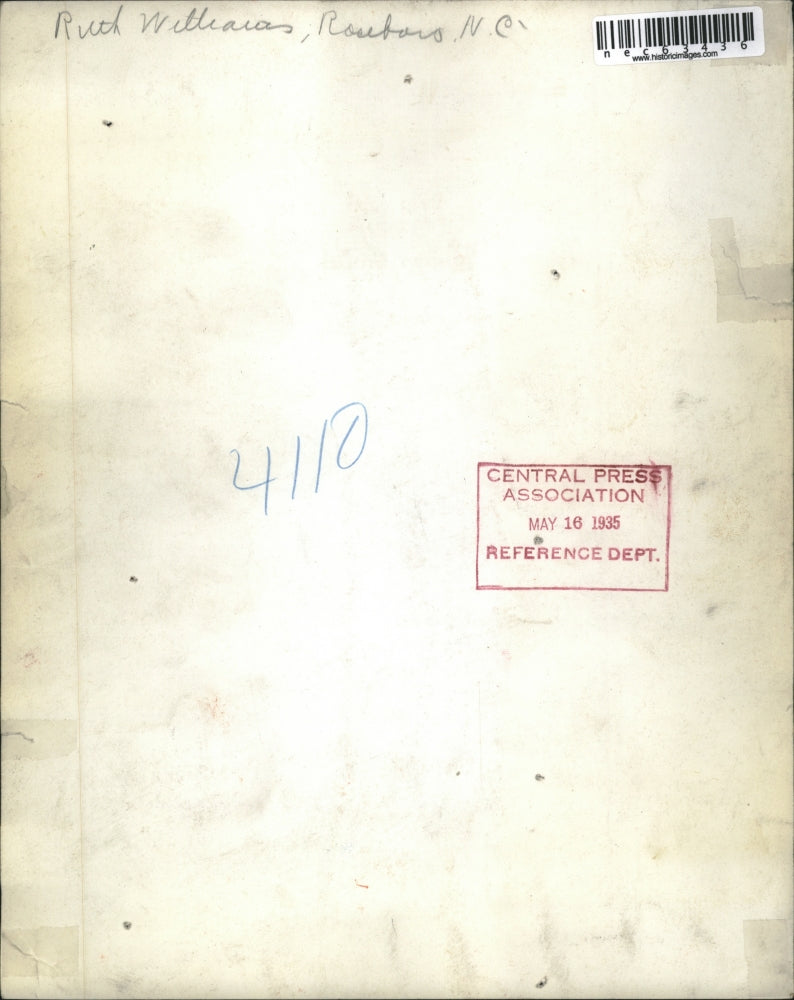 Ruth Williams, Roseboro, N.C.
nec63436
www.historicimages.com
4110
CENTRAL PRESS
ASSOCIATION
MAY 16 1935
REFERENCE DEPT.